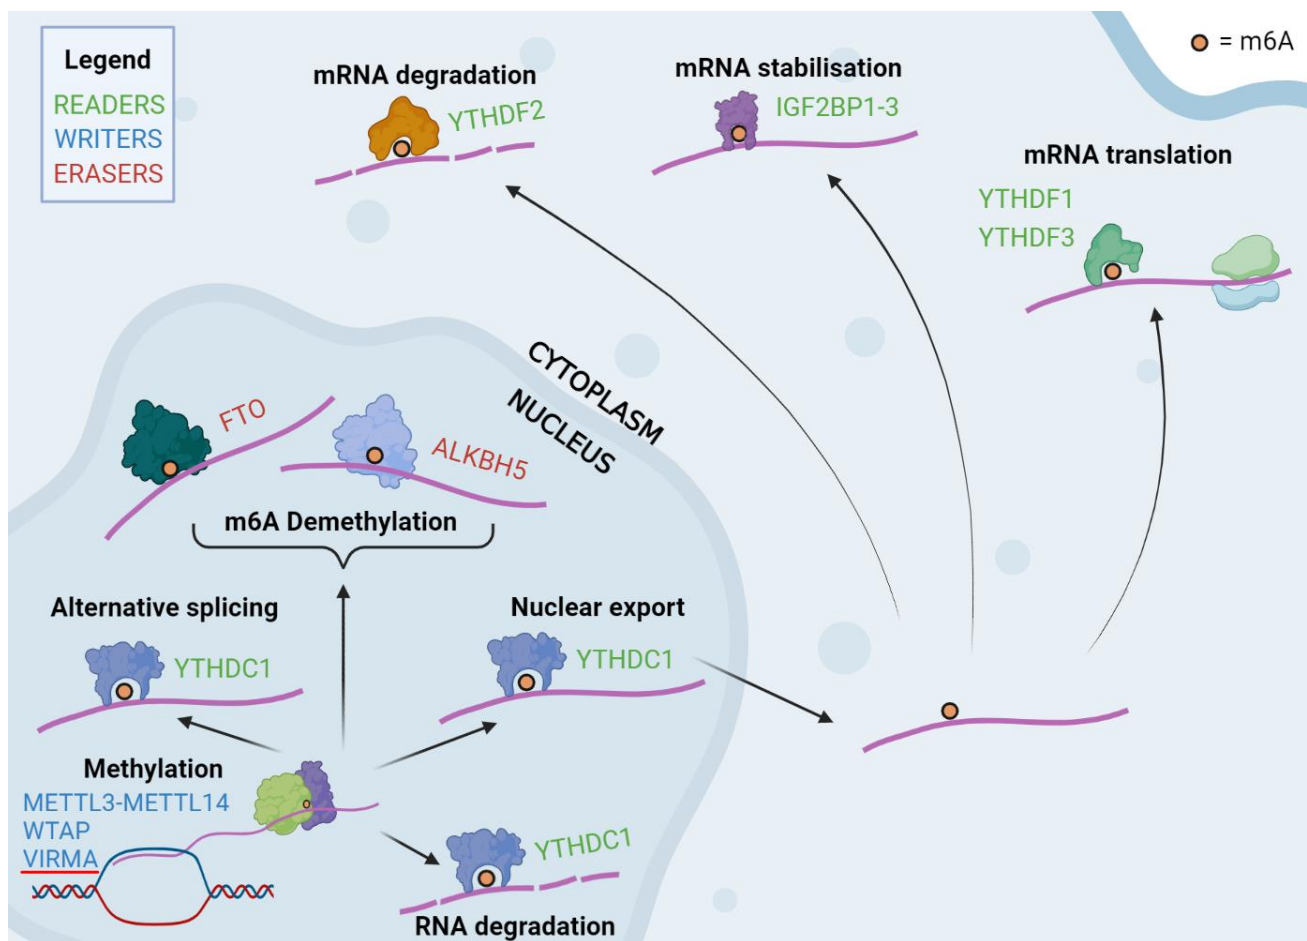 Legend
READERS
WRITERS
ERASERS
= m6A
mRNA degradation
YTHDF2
mRNA stabilisation
IGF2BP1-3
mRNA translation
YTHDF1
YTHDF3
CYTOPLASM
NUCLEUS
FTO
ALKBH5
m6A Demethylation
Alternative splicing
YTHDC1
Nuclear export
YTHDC1
Methylation
METTL3-METTL14
WTAP
VIRMA
YTHDC1
RNA degradation